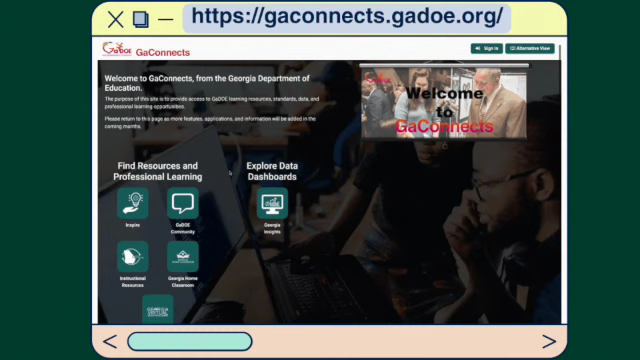 https://gaconnects.gadoe.org/
GaDOE GaConnects
Sign In
Alternative View
Welcome to GaConnects, from the Georgia Department of
Education.
The purpose of this site is to provide access to GaDOE learning resources, standards, data, and
professional learning opportunities.
Please return to this page as more features, applications, and information will be added in the
coming months.
Welcome
to
GaConnects
Find Resources and
Professional Learning
Explore Data
Dashboards
Inspire
GaDOE
Community
Georgia
Insights
Instructional
Resources
Georgia Home
Classroom